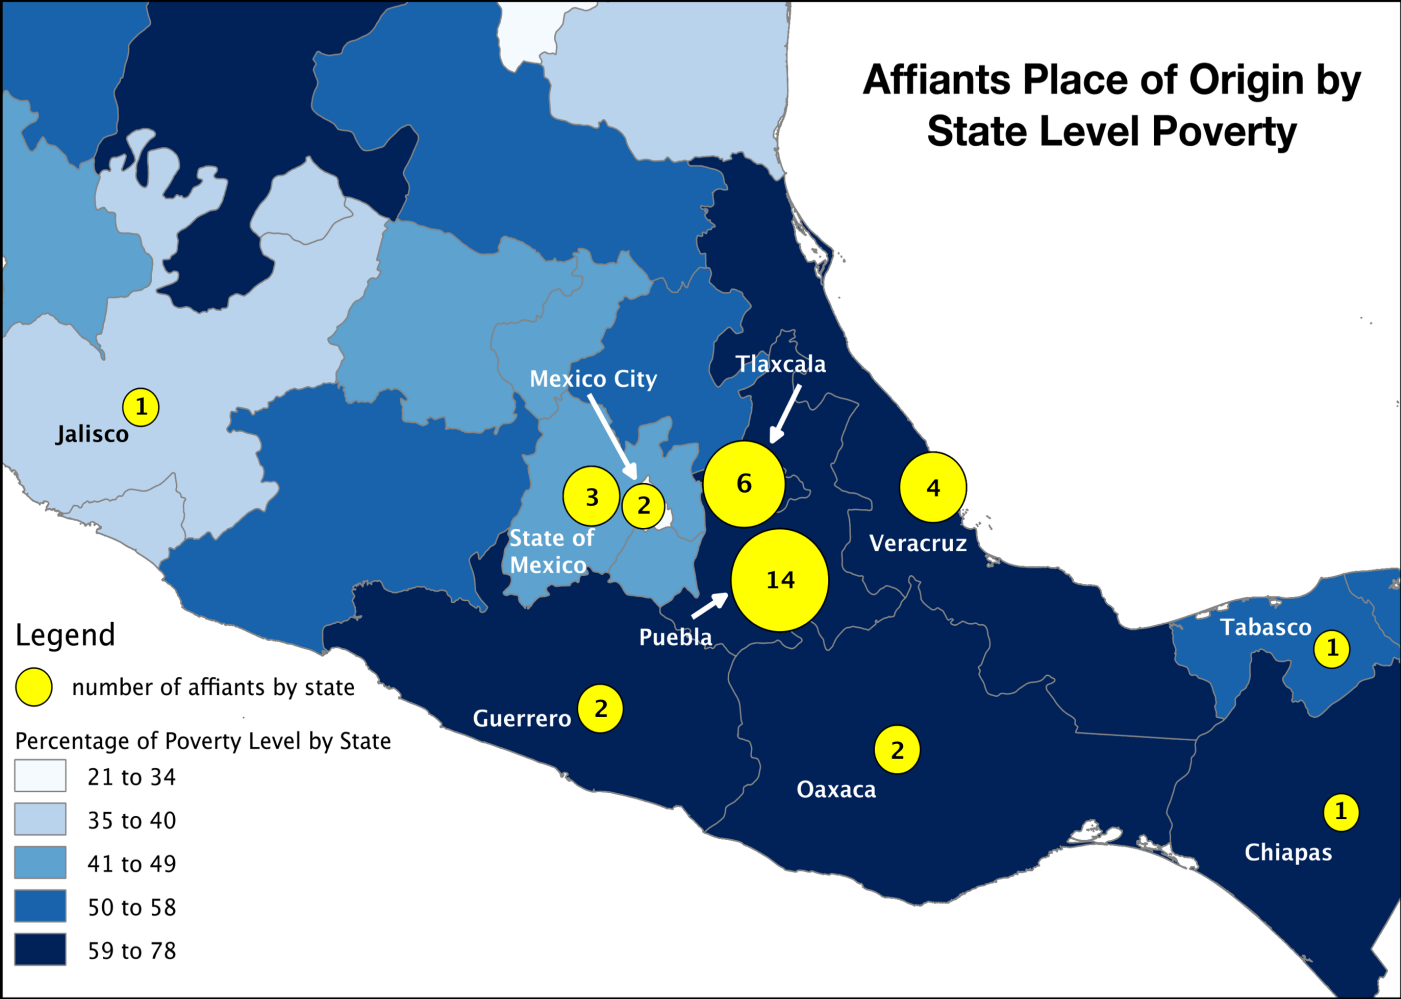 Affiants Place of Origin by
State Level Poverty
Tlaxcala
Mexico City
1
Jalisco
3
2
6
4
State of
Mexico
Veracruz
14
Puebla
Tabasco
1
Guerrero
2
2
Oaxaca
1
Chiapas
Legend
number of affiants by state
Percentage of Poverty Level by State
21 to 34
35 to 40
41 to 49
50 to 58
59 to 78